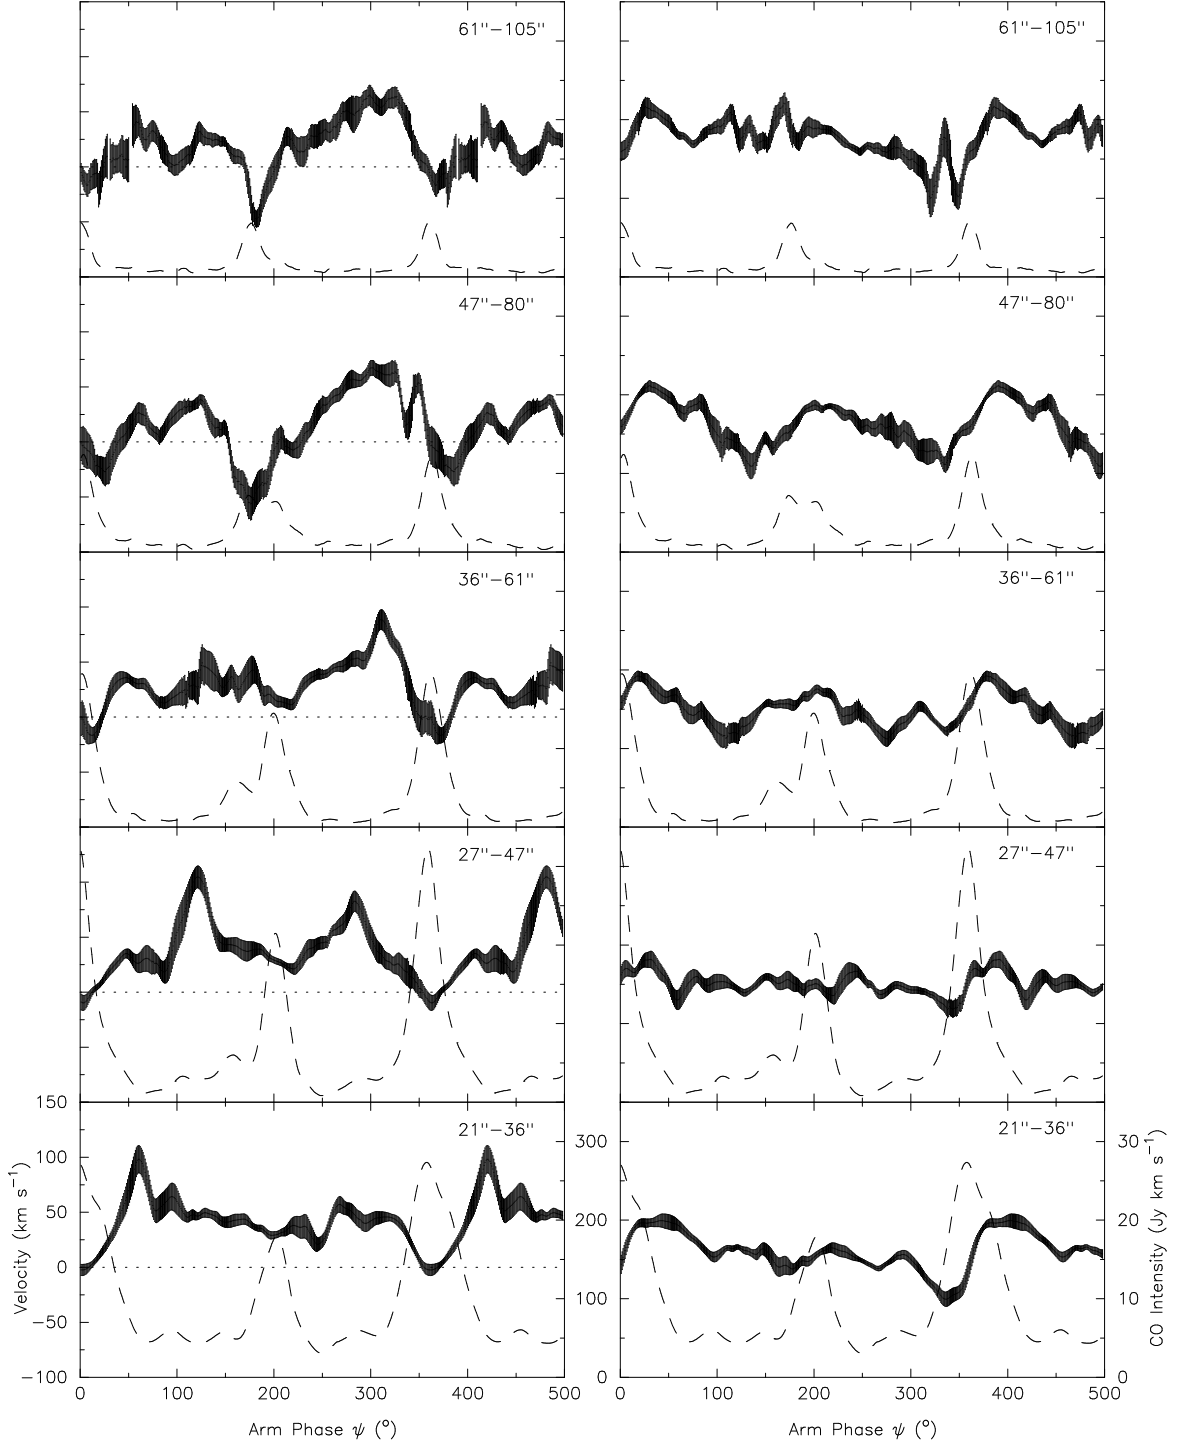 61"−105" 61"−105"
47"−80" 47"−80"
36"−61" 36"−61"
27"−47" 27"−47"
150
21"−36" 300 21"−36" 30
100
50 200 20
0
100 10
−50
−100 0 0
0 100 200 300 400 500 0 100 200 300 400 500
Arm Phase ψ (°) Arm Phase ψ (°)
Velocity (km s⁻¹)
CO Intensity (Jy km s⁻¹)